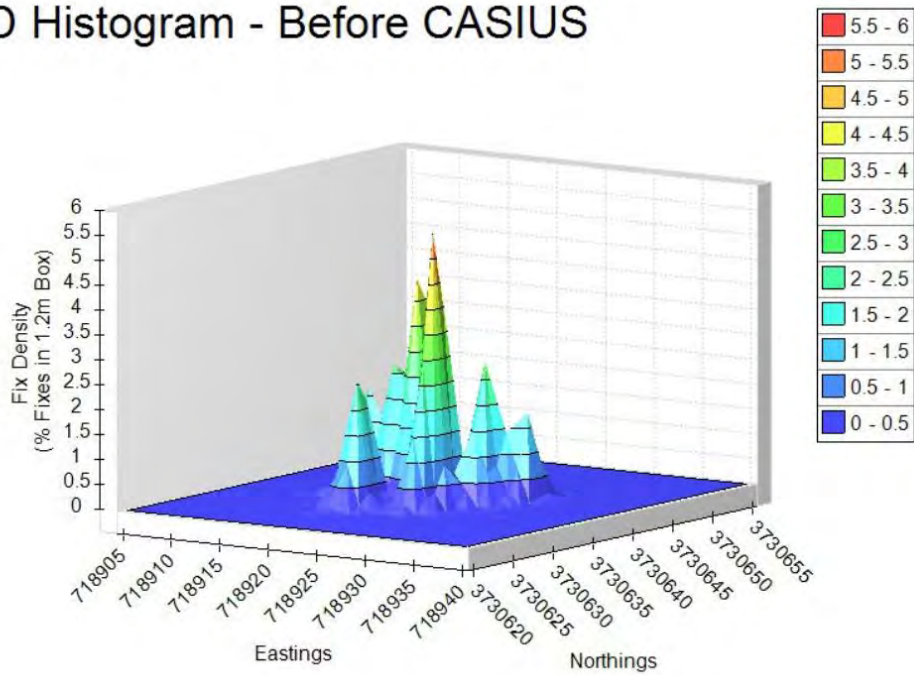 D Histogram - Before CASIUS
5.5 - 6
5 - 5.5
4.5 - 5
4 - 4.5
3.5 - 4
3 - 3.5
2.5 - 3
2 - 2.5
1.5 - 2
1 - 1.5
0.5 - 1
0 - 0.5
Fix Density
(% Fixes in 1.2m Box)
6
5.5
5
4.5
4
3.5
3
2.5
2
1.5
1
0.5
0
718905
718910
718915
718920
718925
718930
718935
718940
Eastings
3730620
3730625
3730630
3730635
3730640
3730645
3730650
3730655
Northings